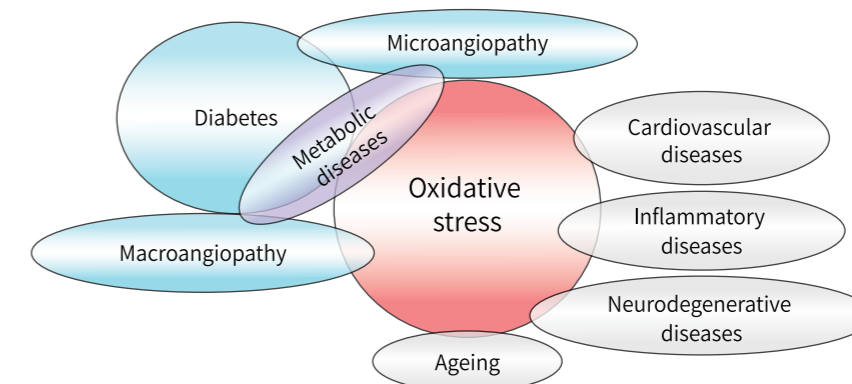 Microangiopathy
Diabetes
Metabolic
diseases
Oxidative
stress
Cardiovascular
diseases
Inflammatory
diseases
Macroangiopathy
Neurodegenerative
diseases
Ageing